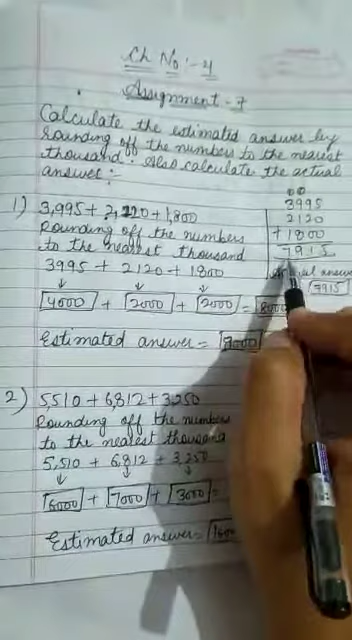 Ch No:-4
Assignment-7
Calculate the estimated answer by
rounding off the numbers to the nearest
thousand. Also calculate the actual
answer:-
1) 3,995+2,120+1,800
Rounding off the numbers
to the nearest thousand
3995 + 2120 + 1800
4000 + 2000 + 2000 = 8000
Estimated answer =
3995
2120
+ 1800
7915
answ
7915
2) 5,510+6,812+3,250
Rounding off the numbers
to the nearest thousand
5,510 + 6,812 + 3,250
6000 + 7000 + 3000 =
Estimated answer =